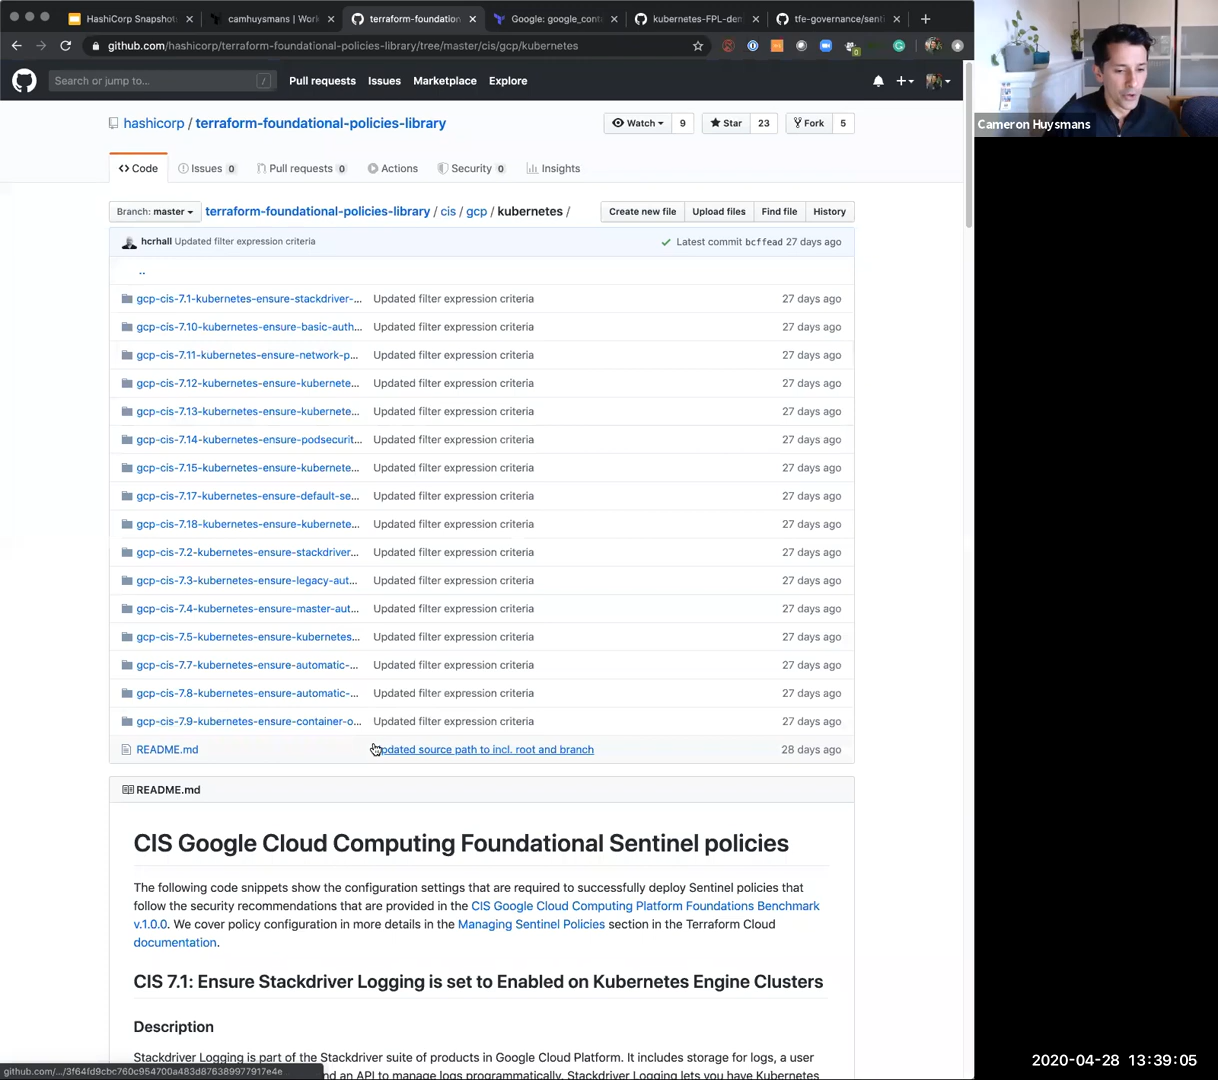 HashiCorp Snapshot:
camhuysmans | Work
terraform-foundation
Google: google_cont
kubernetes-FPL-dem
tfe-governance/senti
github.com/hashicorp/terraform-foundational-policies-library/tree/master/cis/gcp/kubernetes
Search or jump to...
/
Pull requests
Issues
Marketplace
Explore
Cameron Huysmans
hashicorp / terraform-foundational-policies-library
Watch 9
Star 23
Fork 5
Code
Issues 0
Pull requests 0
Actions
Security 0
Insights
Branch: master
terraform-foundational-policies-library / cis / gcp / kubernetes /
Create new file
Upload files
Find file
History
hcrhall Updated filter expression criteria
Latest commit bcffead 27 days ago
..
gcp-cis-7.1-kubernetes-ensure-stackdriver-... Updated filter expression criteria 27 days ago
gcp-cis-7.10-kubernetes-ensure-basic-auth... Updated filter expression criteria 27 days ago
gcp-cis-7.11-kubernetes-ensure-network-p... Updated filter expression criteria 27 days ago
gcp-cis-7.12-kubernetes-ensure-kubernete... Updated filter expression criteria 27 days ago
gcp-cis-7.13-kubernetes-ensure-kubernete... Updated filter expression criteria 27 days ago
gcp-cis-7.14-kubernetes-ensure-podsecurit... Updated filter expression criteria 27 days ago
gcp-cis-7.15-kubernetes-ensure-kubernete... Updated filter expression criteria 27 days ago
gcp-cis-7.17-kubernetes-ensure-default-se... Updated filter expression criteria 27 days ago
gcp-cis-7.18-kubernetes-ensure-kubernete... Updated filter expression criteria 27 days ago
gcp-cis-7.2-kubernetes-ensure-stackdriver... Updated filter expression criteria 27 days ago
gcp-cis-7.3-kubernetes-ensure-legacy-aut... Updated filter expression criteria 27 days ago
gcp-cis-7.4-kubernetes-ensure-master-aut... Updated filter expression criteria 27 days ago
gcp-cis-7.5-kubernetes-ensure-kubernetes... Updated filter expression criteria 27 days ago
gcp-cis-7.7-kubernetes-ensure-automatic-... Updated filter expression criteria 27 days ago
gcp-cis-7.8-kubernetes-ensure-automatic-... Updated filter expression criteria 27 days ago
gcp-cis-7.9-kubernetes-ensure-container-o... Updated filter expression criteria 27 days ago
README.md pdated source path to incl. root and branch 28 days ago
README.md
CIS Google Cloud Computing Foundational Sentinel policies
The following code snippets show the configuration settings that are required to successfully deploy Sentinel policies that
follow the security recommendations that are provided in the CIS Google Cloud Computing Platform Foundations Benchmark
v.1.0.0. We cover policy configuration in more details in the Managing Sentinel Policies section in the Terraform Cloud
documentation.
CIS 7.1: Ensure Stackdriver Logging is set to Enabled on Kubernetes Engine Clusters
Description
Stackdriver Logging is part of the Stackdriver suite of products in Google Cloud Platform. It includes storage for logs, a user
nd an API to manage logs programmatically. Stackdriver Logging lets you have Kubernetes
github.com/.../3f64fd9cbc760c954700a483d876389977917e4e
2020-04-28 13:39:05